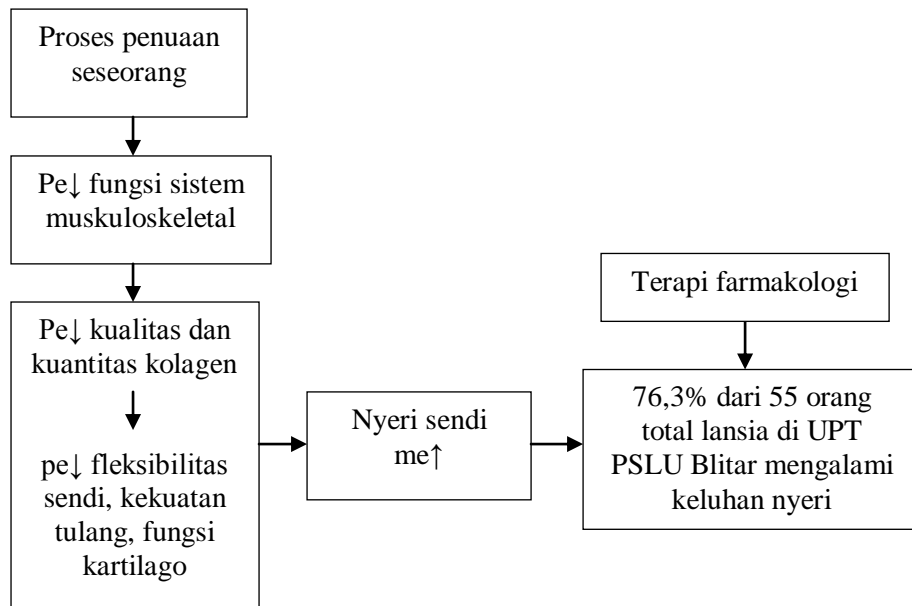 Proses penuaan
seseorang
Pe↓ fungsi sistem
muskuloskeletal
Pe↓ kualitas dan
kuantitas kolagen
pe↓ fleksibilitas
sendi, kekuatan
tulang, fungsi
kartilago
Nyeri sendi
me↑
Terapi farmakologi
76,3% dari 55 orang
total lansia di UPT
PSLU Blitar mengalami
keluhan nyeri